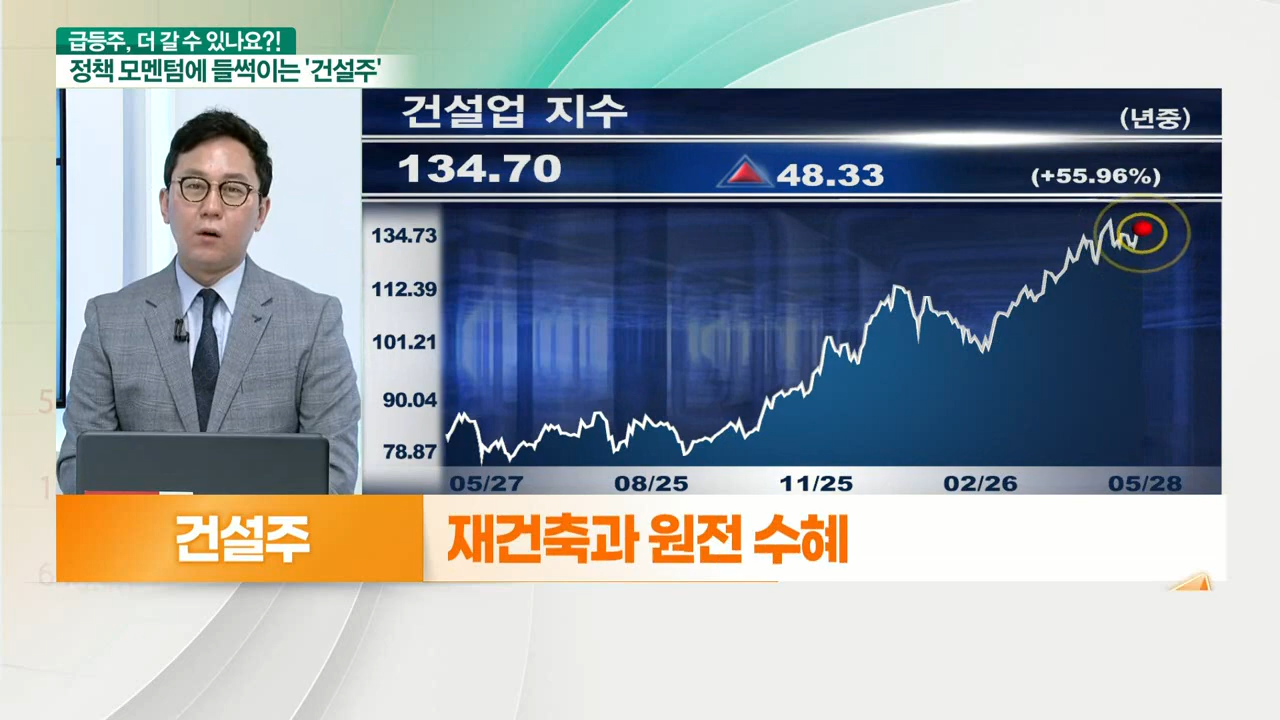 급등주, 더 갈 수 있나요?!
정책 모멘텀에 들썩이는 '건설주'
건설업 지수
(년중)
134.70
48.33
(+55.96%)
134.73
112.39
101.21
90.04
78.87
05/27
08/25
11/25
02/26
05/28
건설주
재건축과 원전 수혜